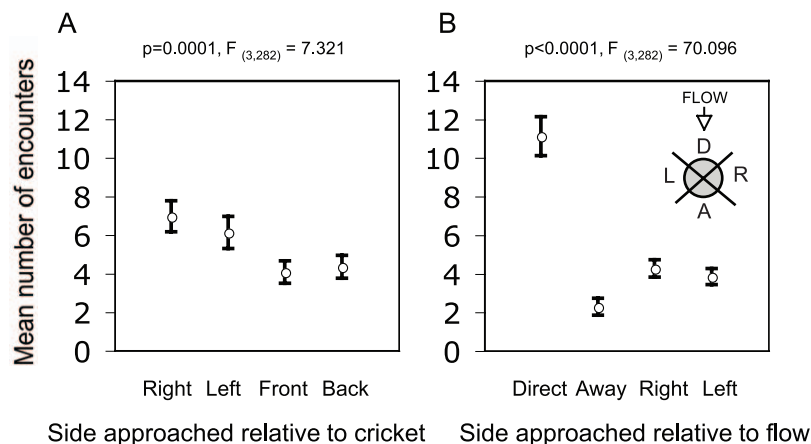 A
p=0.0001, F (3,282) = 7.321
Mean number of encounters
14
12
10
8
6
4
2
0
Right Left Front Back
Side approached relative to cricket
B
p<0.0001, F (3,282) = 70.096
14
12
10
8
6
4
2
0
FLOW
D
L R
A
Direct Away Right Left
Side approached relative to flow